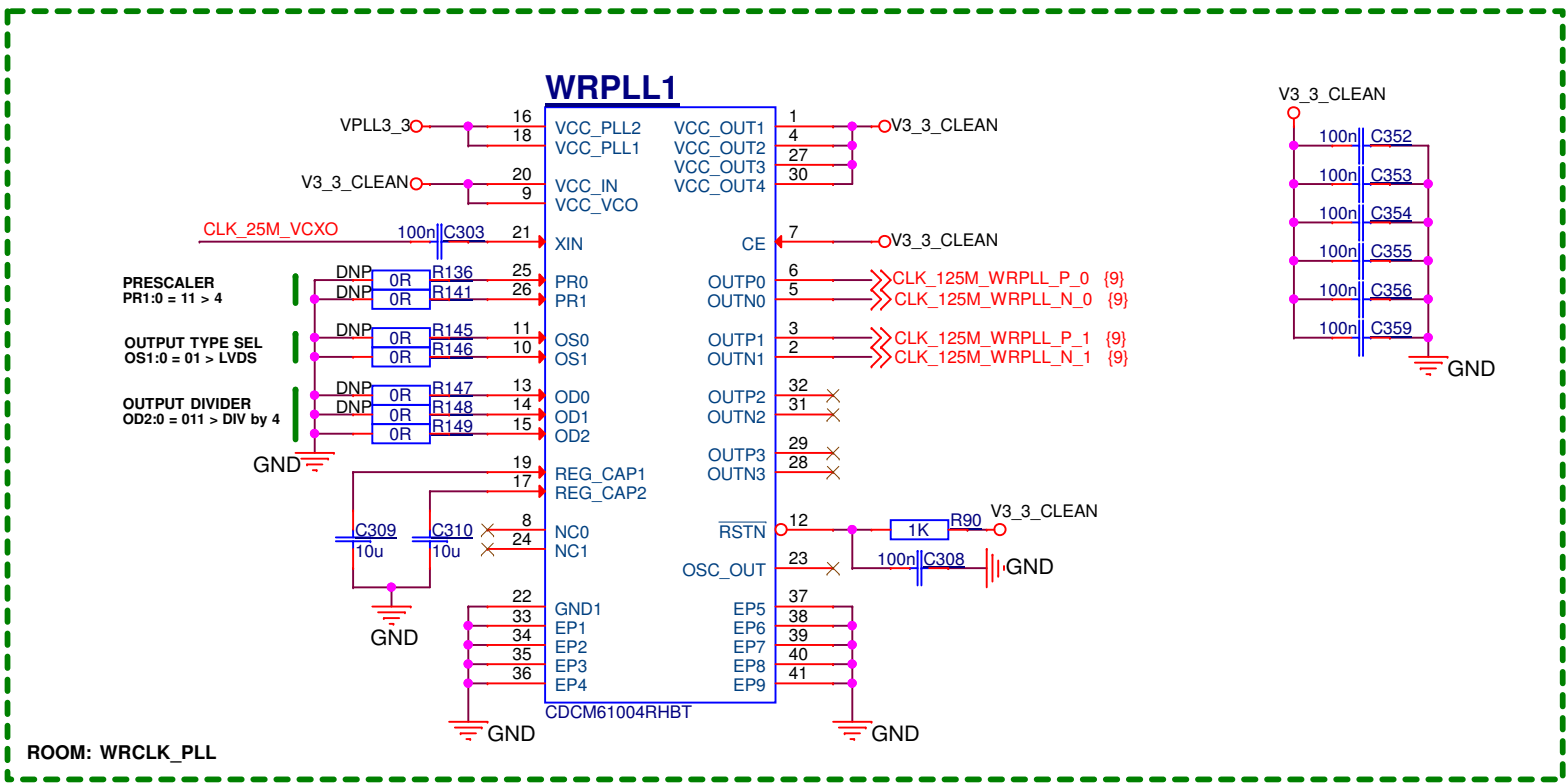 WRPLL1
VPLL3_3
16
VCC_PLL2
18
VCC_PLL1
V3_3_CLEAN
20
VCC_IN
9
VCC_VCO
CLK_25M_VCXO
100n
C303
21
XIN
PRESCALER
PR1:0 = 11 > 4
DNP
0R
R136
25
PR0
DNP
0R
R141
26
PR1
OUTPUT TYPE SEL
OS1:0 = 01 > LVDS
DNP
0R
R145
11
OS0
0R
R146
10
OS1
OUTPUT DIVIDER
OD2:0 = 011 > DIV by 4
DNP
0R
R147
13
OD0
DNP
0R
R148
14
OD1
0R
R149
15
OD2
GND
19
REG_CAP1
17
REG_CAP2
C309
10u
C310
10u
GND
8
NC0
24
NC1
22
GND1
33
EP1
34
EP2
35
EP3
36
EP4
GND
VCC_OUT1
1
V3_3_CLEAN
VCC_OUT2
4
VCC_OUT3
27
VCC_OUT4
30
CE
7
V3_3_CLEAN
OUTP0
6
CLK_125M_WRPLL_P_0 {9}
OUTN0
5
CLK_125M_WRPLL_N_0 {9}
OUTP1
3
CLK_125M_WRPLL_P_1 {9}
OUTN1
2
CLK_125M_WRPLL_N_1 {9}
OUTP2
32
OUTN2
31
OUTP3
29
OUTN3
28
RSTN
12
1K
R90
V3_3_CLEAN
100n
C308
GND
OSC_OUT
23
EP5
37
EP6
38
EP7
39
EP8
40
EP9
41
GND
CDCM61004RHBT
V3_3_CLEAN
100n
C352
100n
C353
100n
C354
100n
C355
100n
C356
100n
C359
GND
ROOM: WRCLK_PLL